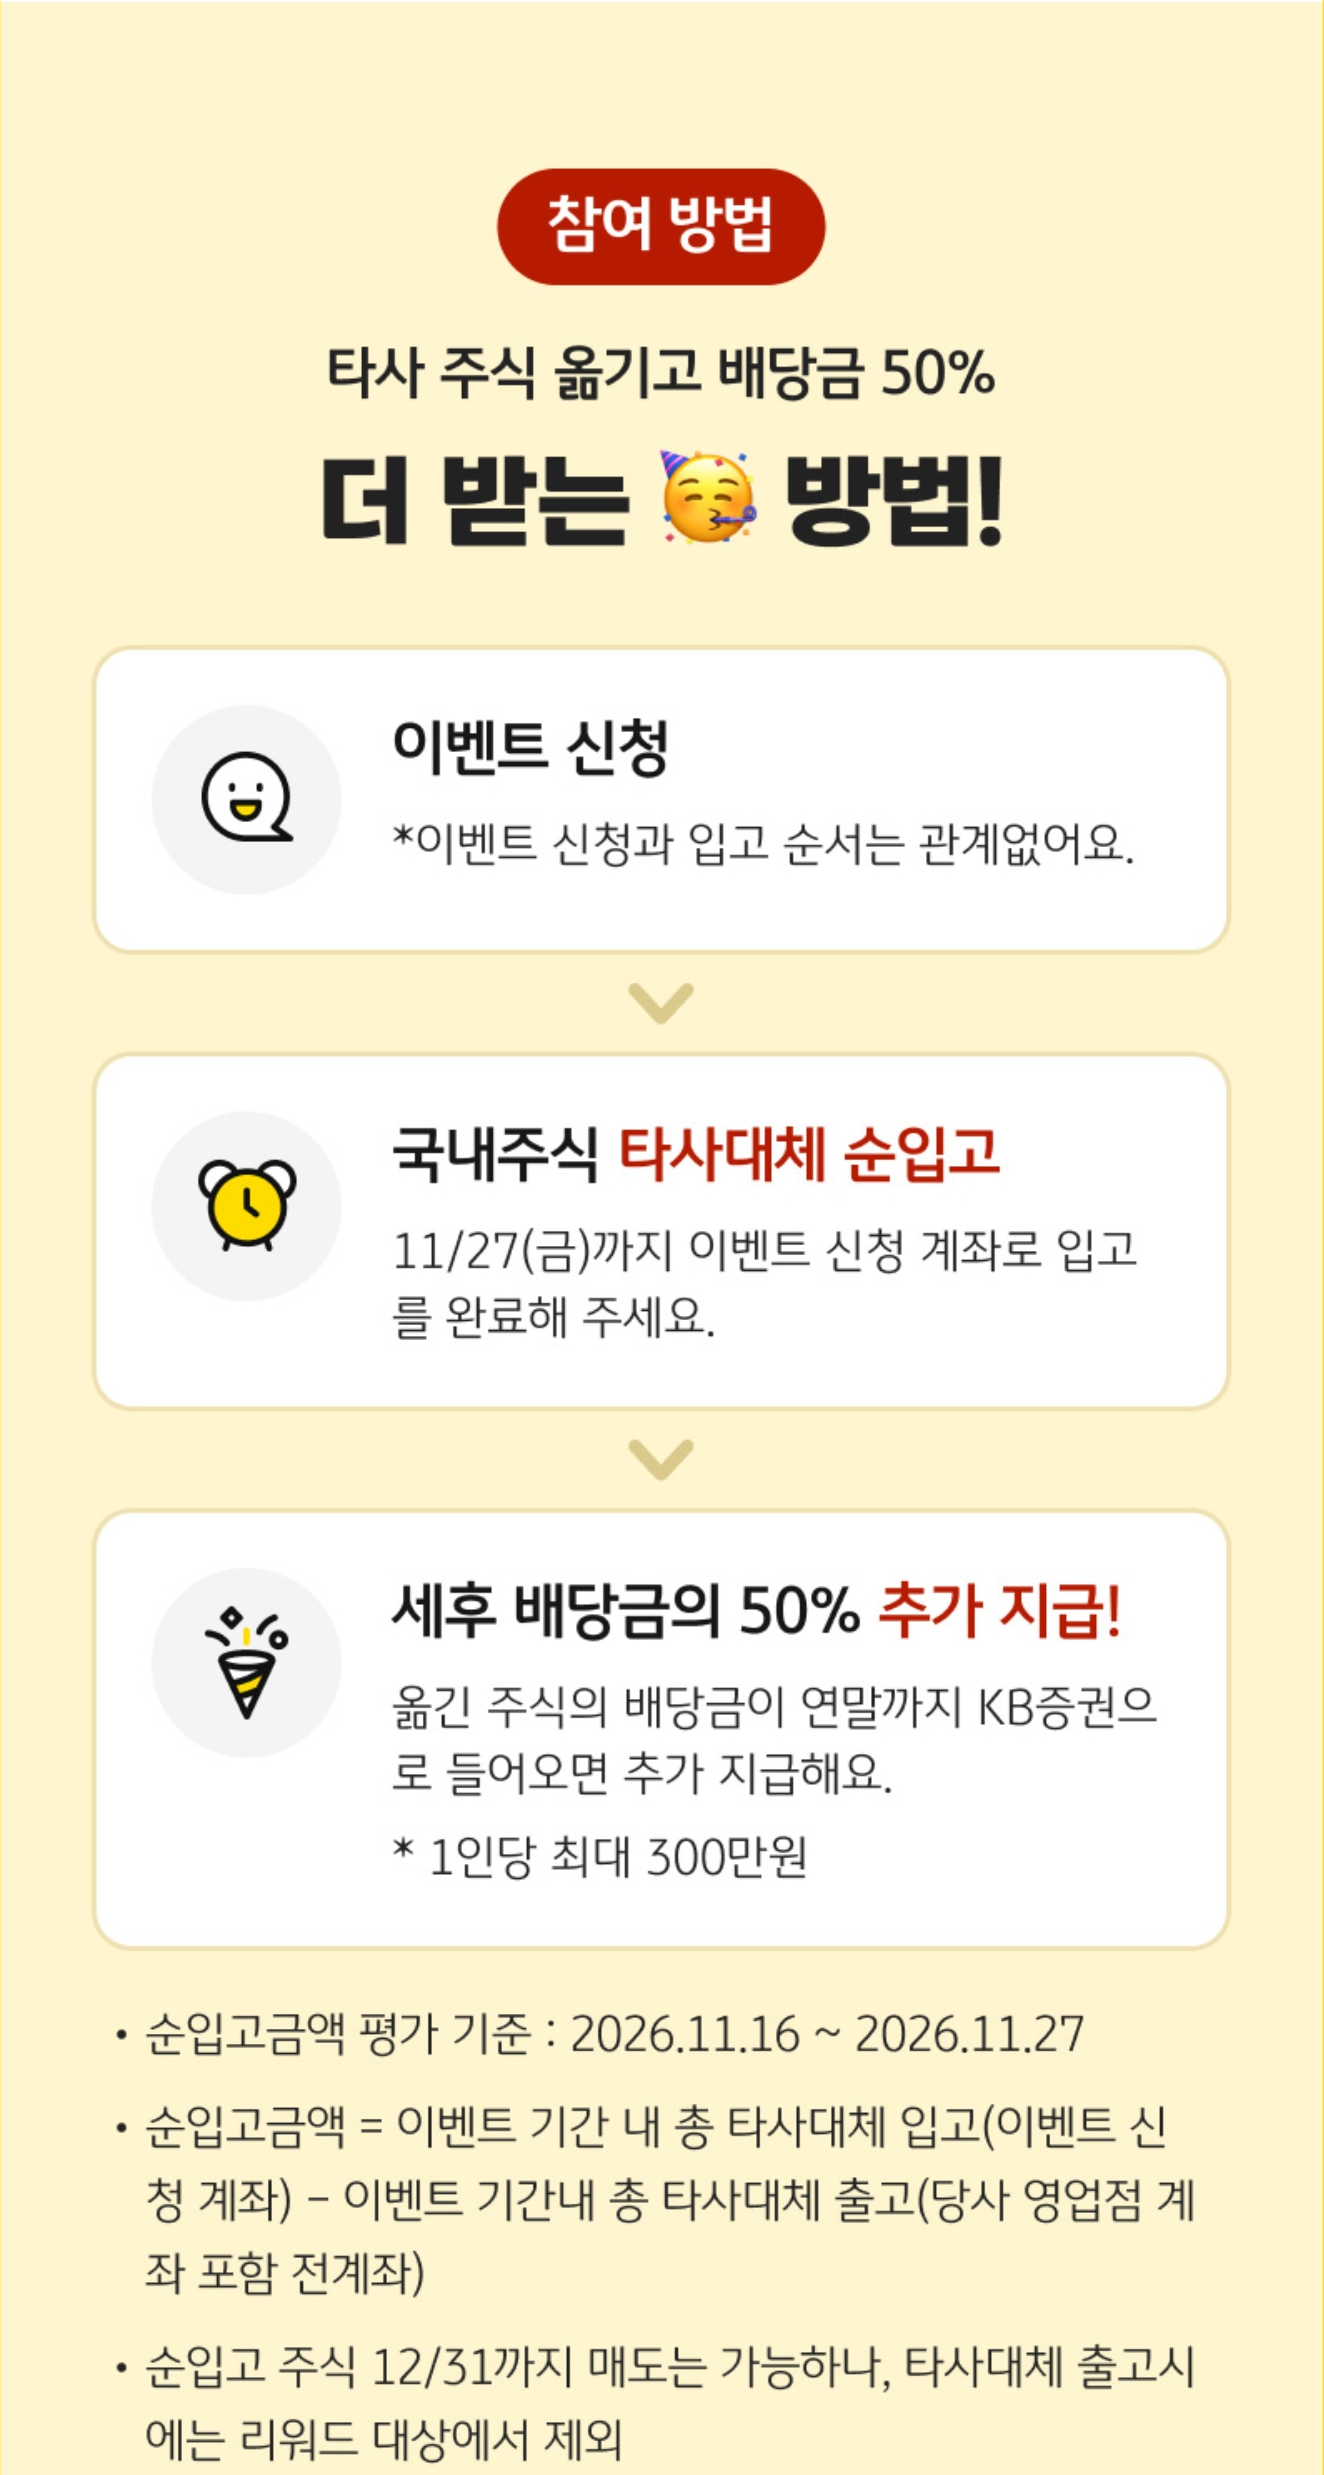 참여 방법
타사 주식 옮기고 배당금 50%
더 받는 🥳 방법!
이벤트 신청
*이벤트 신청과 입고 순서는 관계없어요.
국내주식 타사대체 순입고
11/27(금)까지 이벤트 신청 계좌로 입고
를 완료해 주세요.
세후 배당금의 50% 추가 지급!
옮긴 주식의 배당금이 연말까지 KB증권으
로 들어오면 추가 지급해요.
* 1인당 최대 300만원
• 순입고금액 평가 기준 : 2026.11.16 ~ 2026.11.27
• 순입고금액 = 이벤트 기간 내 총 타사대체 입고(이벤트 신
청 계좌) - 이벤트 기간내 총 타사대체 출고(당사 영업점 계
좌 포함 전계좌)
• 순입고 주식 12/31까지 매도는 가능하나, 타사대체 출고시
에는 리워드 대상에서 제외